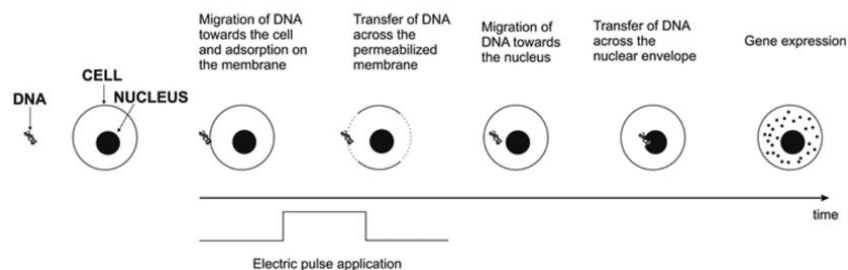 Migration of DNA
towards the cell
and adsorption on
the membrane
Transfer of DNA
across the
permeabilized
membrane
Migration of
DNA towards
the nucleus
Transfer of DNA
across the
nuclear envelope
Gene expression
CELL
DNA
NUCLEUS
time
Electric pulse application